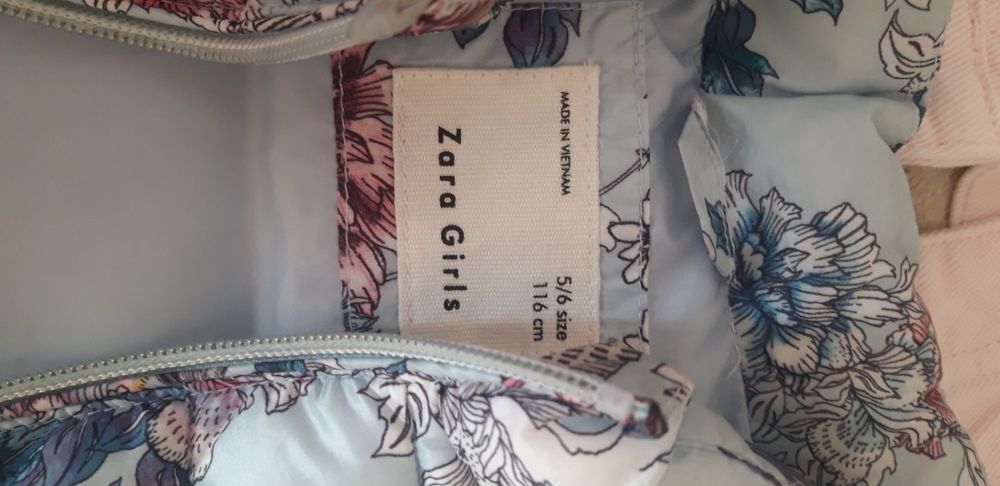 Zara Girls
MADE IN VIETNAM
5/6 size
116 cm